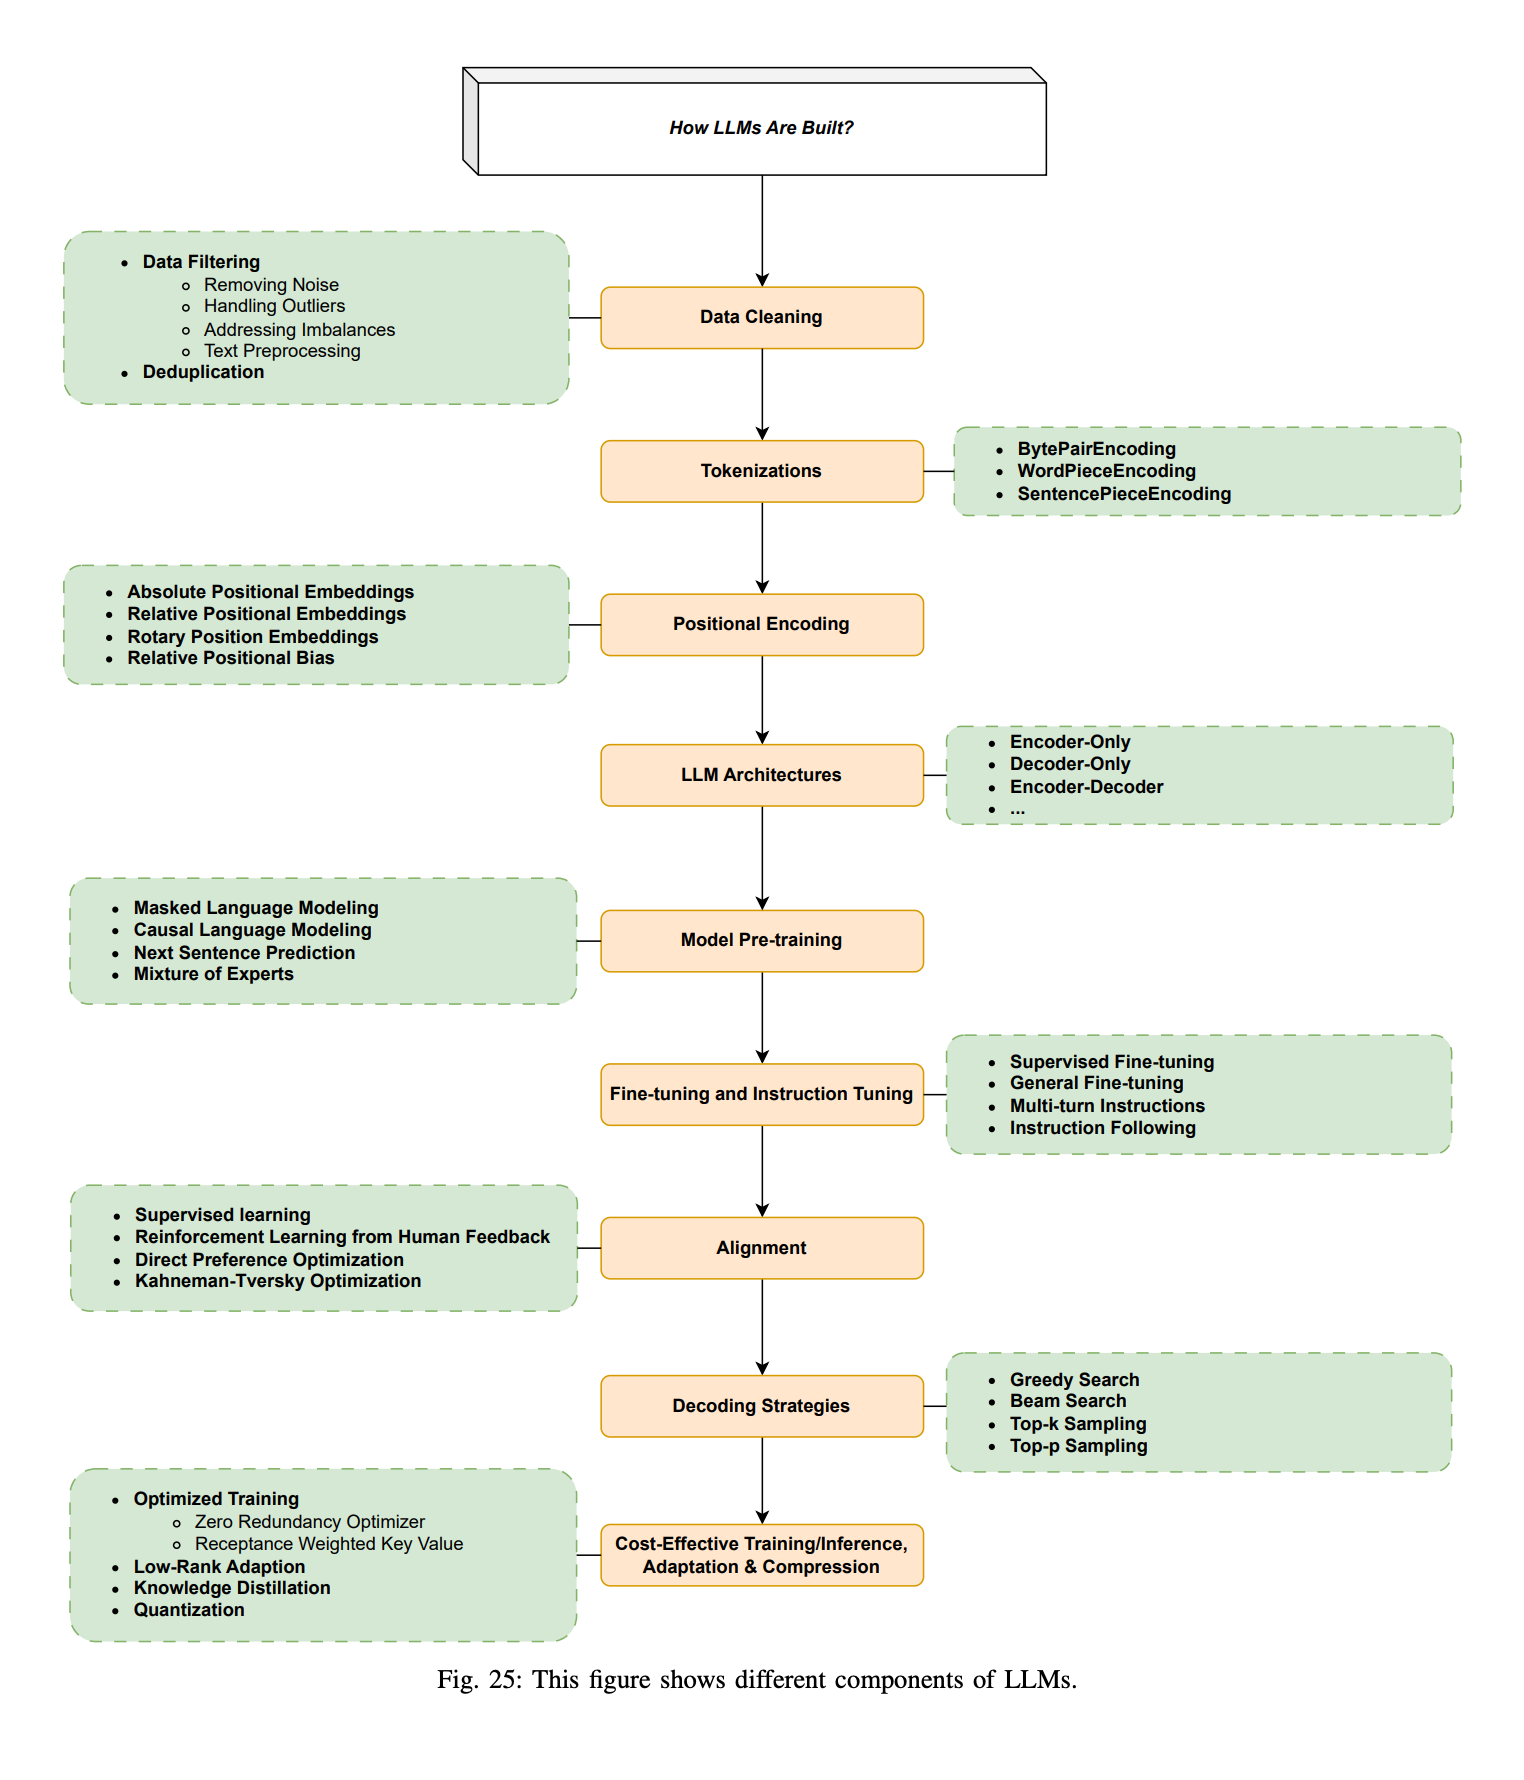 How LLMs Are Built?
Data Filtering
Removing Noise
Handling Outliers
Addressing Imbalances
Text Preprocessing
Deduplication
Data Cleaning
Tokenizations
BytePairEncoding
WordPieceEncoding
SentencePieceEncoding
Absolute Positional Embeddings
Relative Positional Embeddings
Rotary Position Embeddings
Relative Positional Bias
Positional Encoding
LLM Architectures
Encoder-Only
Decoder-Only
Encoder-Decoder
...
Masked Language Modeling
Causal Language Modeling
Next Sentence Prediction
Mixture of Experts
Model Pre-training
Fine-tuning and Instruction Tuning
Supervised Fine-tuning
General Fine-tuning
Multi-turn Instructions
Instruction Following
Supervised learning
Reinforcement Learning from Human Feedback
Direct Preference Optimization
Kahneman-Tversky Optimization
Alignment
Decoding Strategies
Greedy Search
Beam Search
Top-k Sampling
Top-p Sampling
Optimized Training
Zero Redundancy Optimizer
Receptance Weighted Key Value
Low-Rank Adaption
Knowledge Distillation
Quantization
Cost-Effective Training/Inference,
Adaptation & Compression
Fig. 25: This figure shows different components of LLMs.